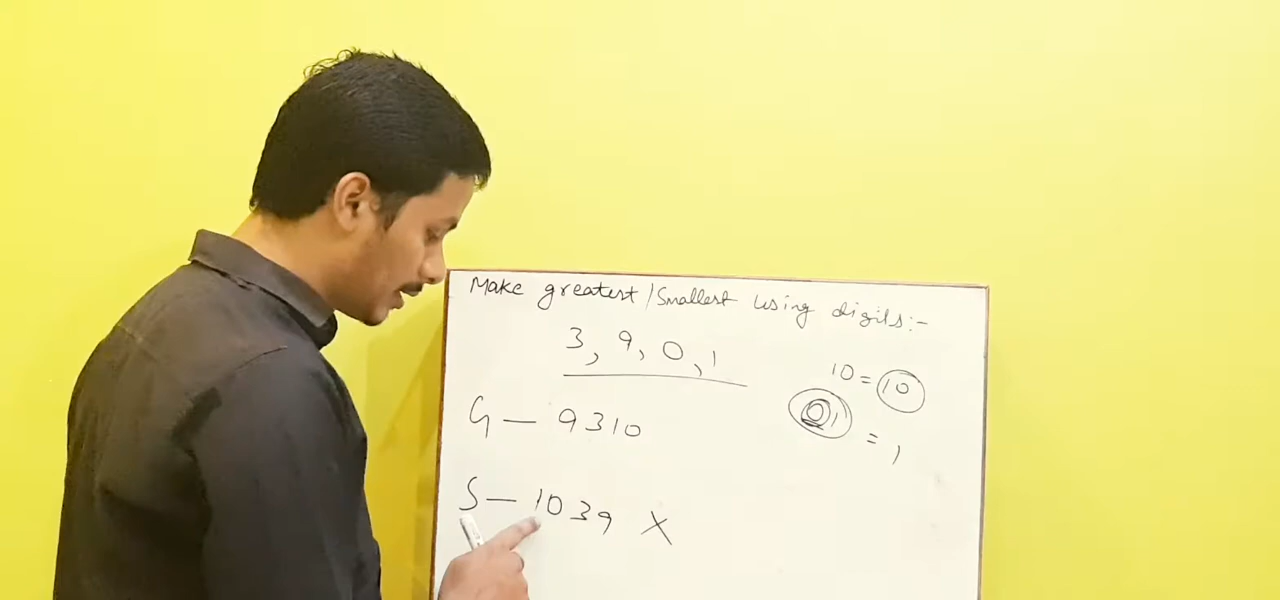 Make greatest/Smallest using digits:-
3, 9, 0, 1
10 = 10
01 = 1
G — 9310
S — 1039 X